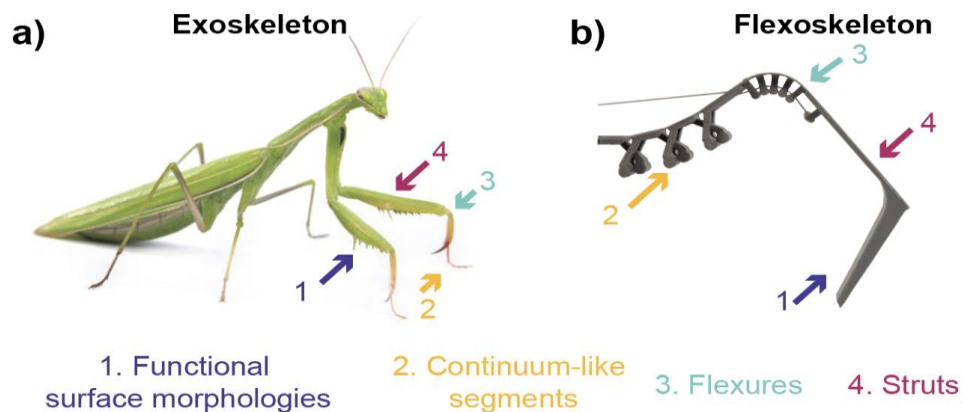 a)
Exoskeleton
b)
Flexoskeleton
3
4
4
3
2
1
2
1
1. Functional
surface morphologies
2. Continuum-like
segments
3. Flexures
4. Struts